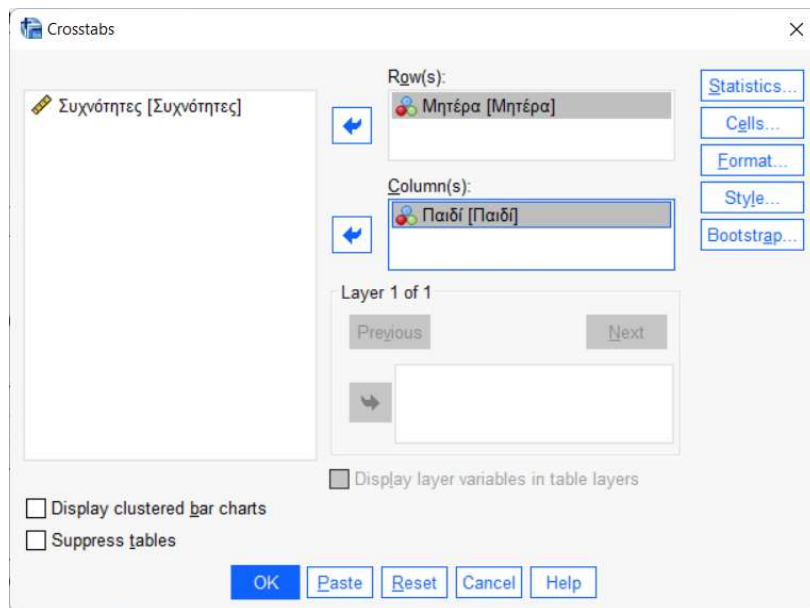 Crosstabs
Συχνότητες [Συχνότητες]
Row(s):
Μητέρα [Μητέρα]
Column(s):
Παιδί [Παιδί]
Layer 1 of 1
Previous
Next
Display layer variables in table layers
Statistics...
Cells...
Format...
Style...
Bootstrap...
Display clustered bar charts
Suppress tables
OK Paste Reset Cancel Help